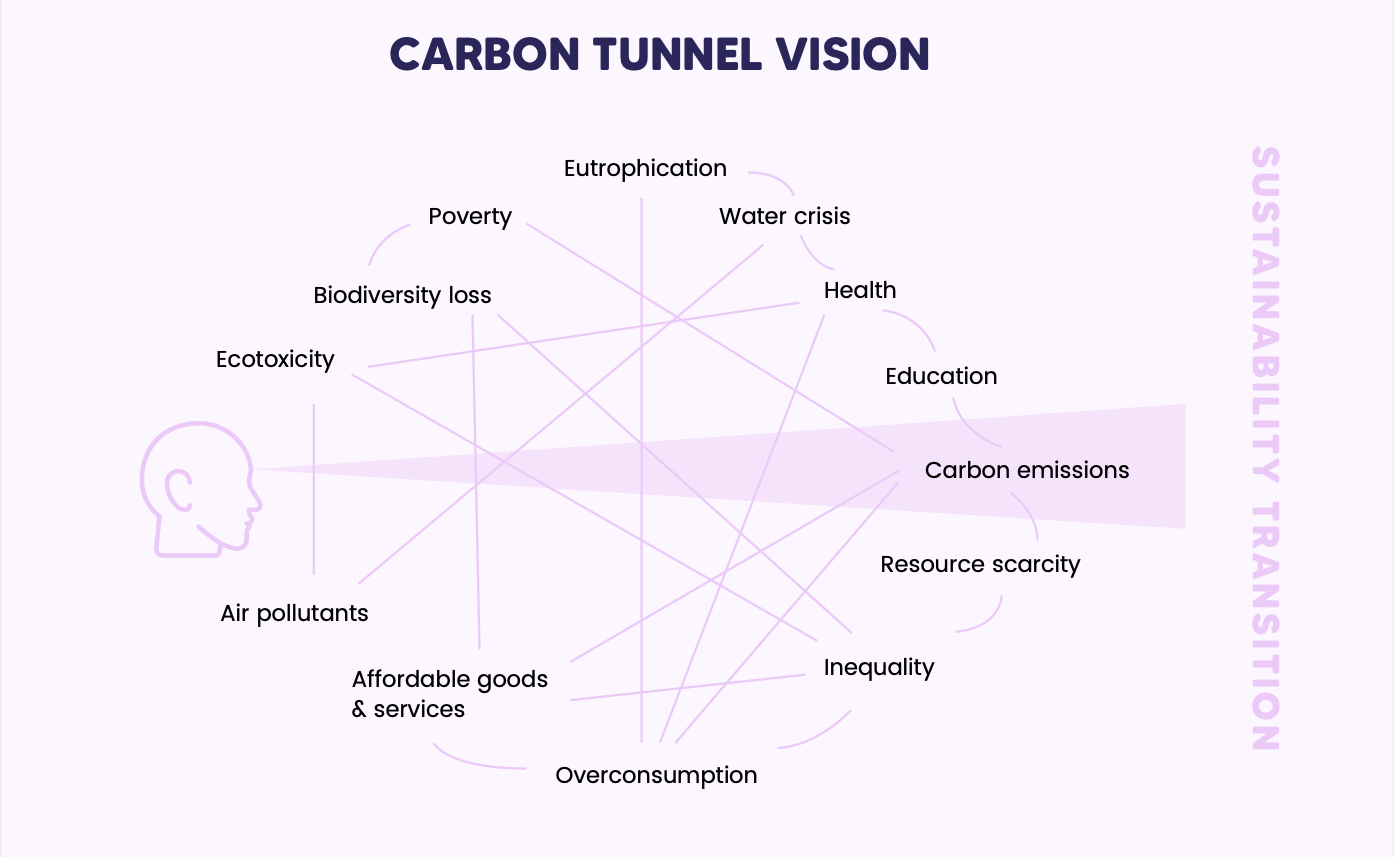 CARBON TUNNEL VISION
Eutrophication
Poverty
Water crisis
Biodiversity loss
Health
Ecotoxicity
Education
Carbon emissions
Resource scarcity
Air pollutants
Inequality
Affordable goods
& services
Overconsumption
SUSTAINABILITY TRANSITION